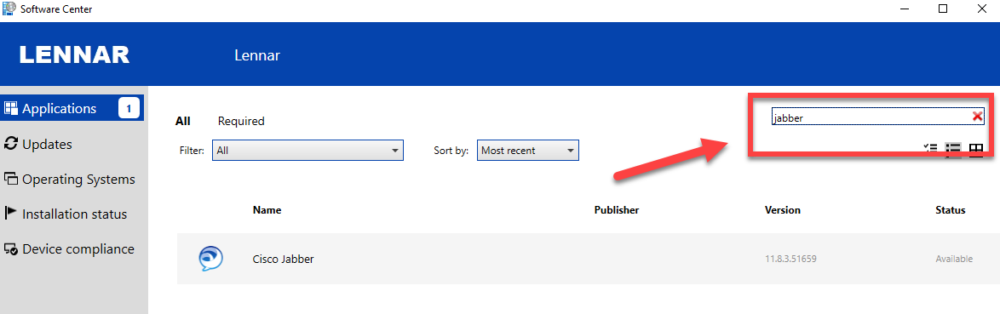 Software Center
LENNAR
Lennar
Applications
1
Updates
Operating Systems
Installation status
Device compliance
All Required
jabber
Filter: All Sort by: Most recent
Name Publisher Version Status
Cisco Jabber 11.8.3.51659 Available